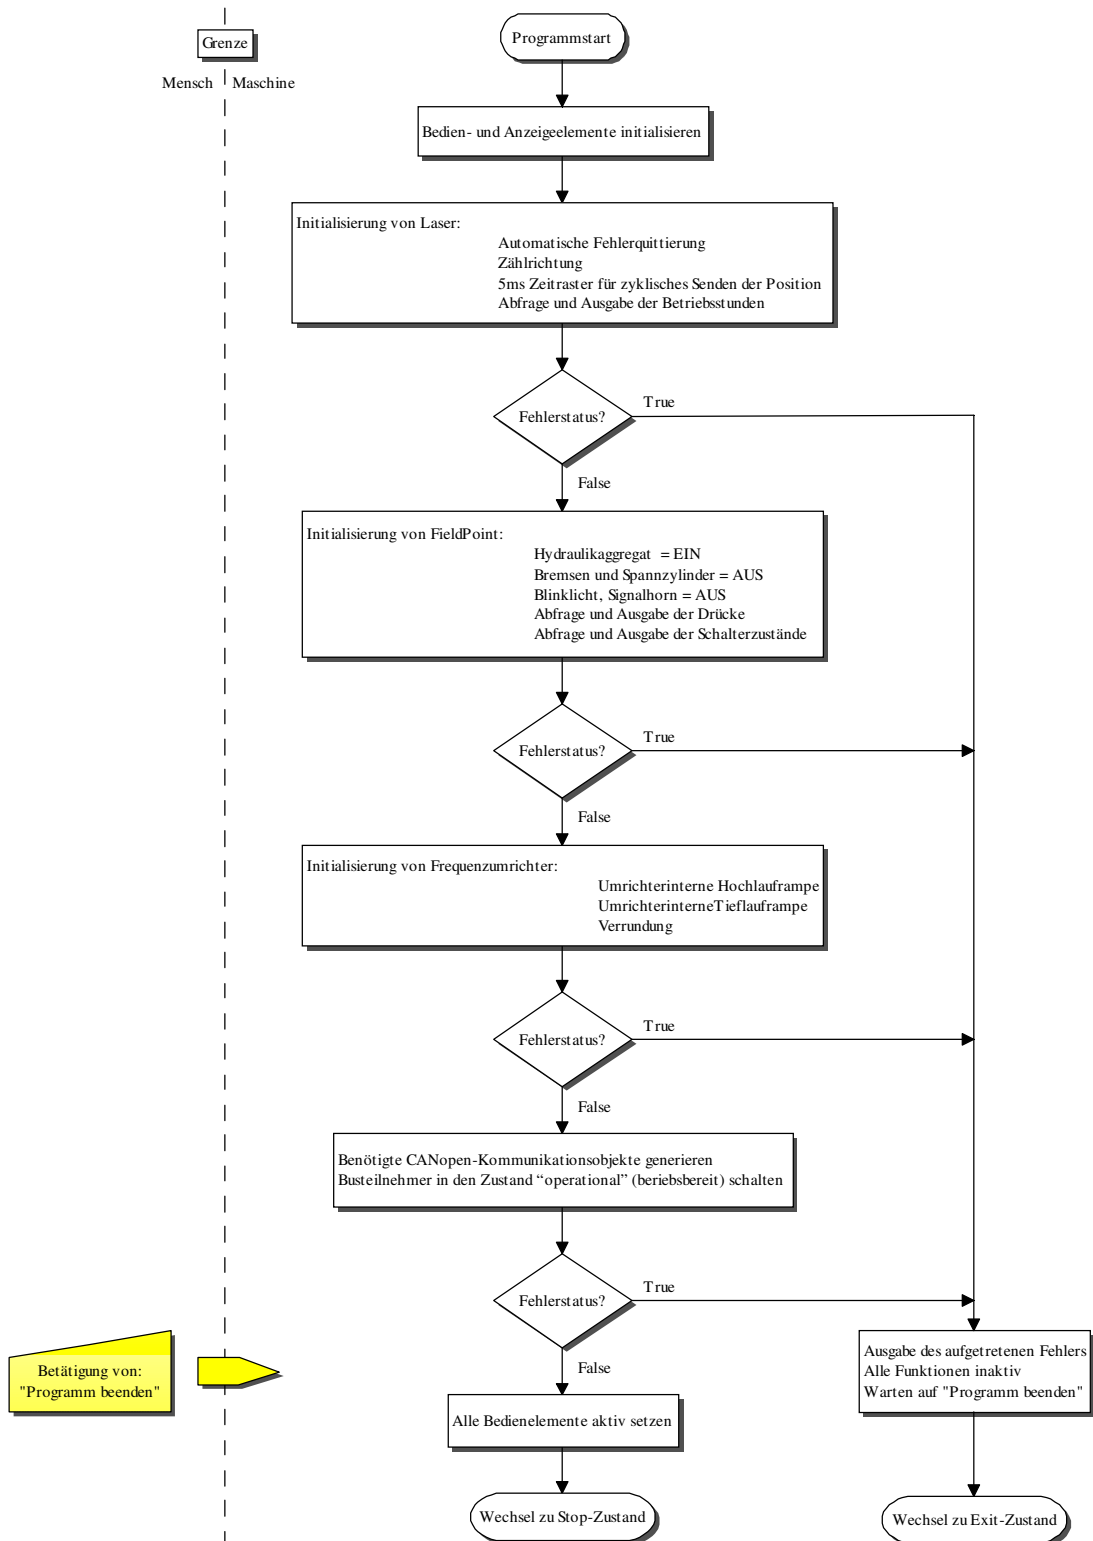 Grenze
Mensch
Maschine
Programmstart
Bedien- und Anzeigeelemente initialisieren
Initialisierung von Laser:
Automatische Fehlerquittierung
Zählrichtung
5ms Zeitraster für zyklisches Senden der Position
Abfrage und Ausgabe der Betriebsstunden
Fehlerstatus?
True
False
Initialisierung von FieldPoint:
Hydraulikaggregat = EIN
Bremsen und Spannzylinder = AUS
Blinklicht, Signalhorn = AUS
Abfrage und Ausgabe der Drücke
Abfrage und Ausgabe der Schalterzustände
Fehlerstatus?
True
False
Initialisierung von Frequenzumrichter:
Umrichterinterne Hochlauframpe
UmrichterinterneTieflauframpe
Verrundung
Fehlerstatus?
True
False
Benötigte CANopen-Kommunikationsobjekte generieren
Busteilnehmer in den Zustand “operational” (beriebsbereit) schalten
Fehlerstatus?
True
False
Betätigung von:
"Programm beenden"
Alle Bedienelemente aktiv setzen
Wechsel zu Stop-Zustand
Ausgabe des aufgetretenen Fehlers
Alle Funktionen inaktiv
Warten auf "Programm beenden"
Wechsel zu Exit-Zustand